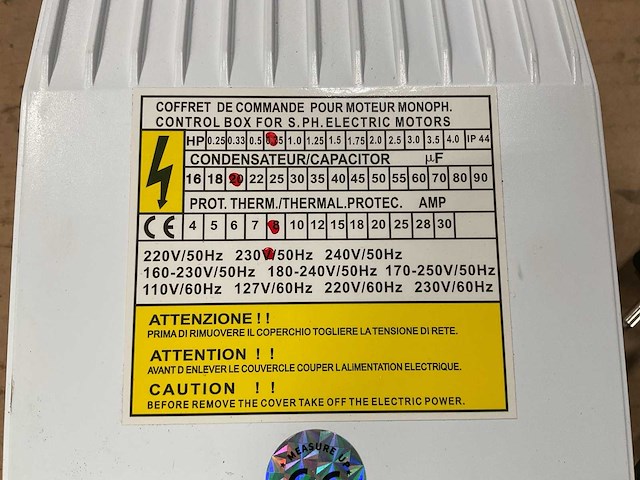 COFFRET DE COMMANDE POUR MOTEUR MONOPH.
CONTROL BOX FOR S.PH.ELECTRIC MOTORS
HP 0.25 0.33 0.5 0.75 1.0 1.25 1.5 1.75 2.0 2.5 3.0 3.5 4.0 IP 44
CONDENSATEUR/CAPACITOR µF
16 18 20 22 25 30 35 40 45 50 55 60 70 80 90
PROT. THERM./THERMAL.PROTEC. AMP
CE 4 5 6 7 8 10 12 15 18 20 25 28 30
220V/50Hz 230V/50Hz 240V/50Hz
160-230V/50Hz 180-240V/50Hz 170-250V/50Hz
110V/60Hz 127V/60Hz 220V/60Hz 230V/60Hz
ATTENZIONE !!
PRIMA DI RIMUOVERE IL COPERCHIO TOGLIERE LA TENSIONE DI RETE.
ATTENTION !!
AVANT D ENLEVER LE COUVERCLE COUPER LALIMENTATION ELECTRIQUE.
CAUTION !!
BEFORE REMOVE THE COVER TAKE OFF THE ELECTRIC POWER.
MEASURE UP